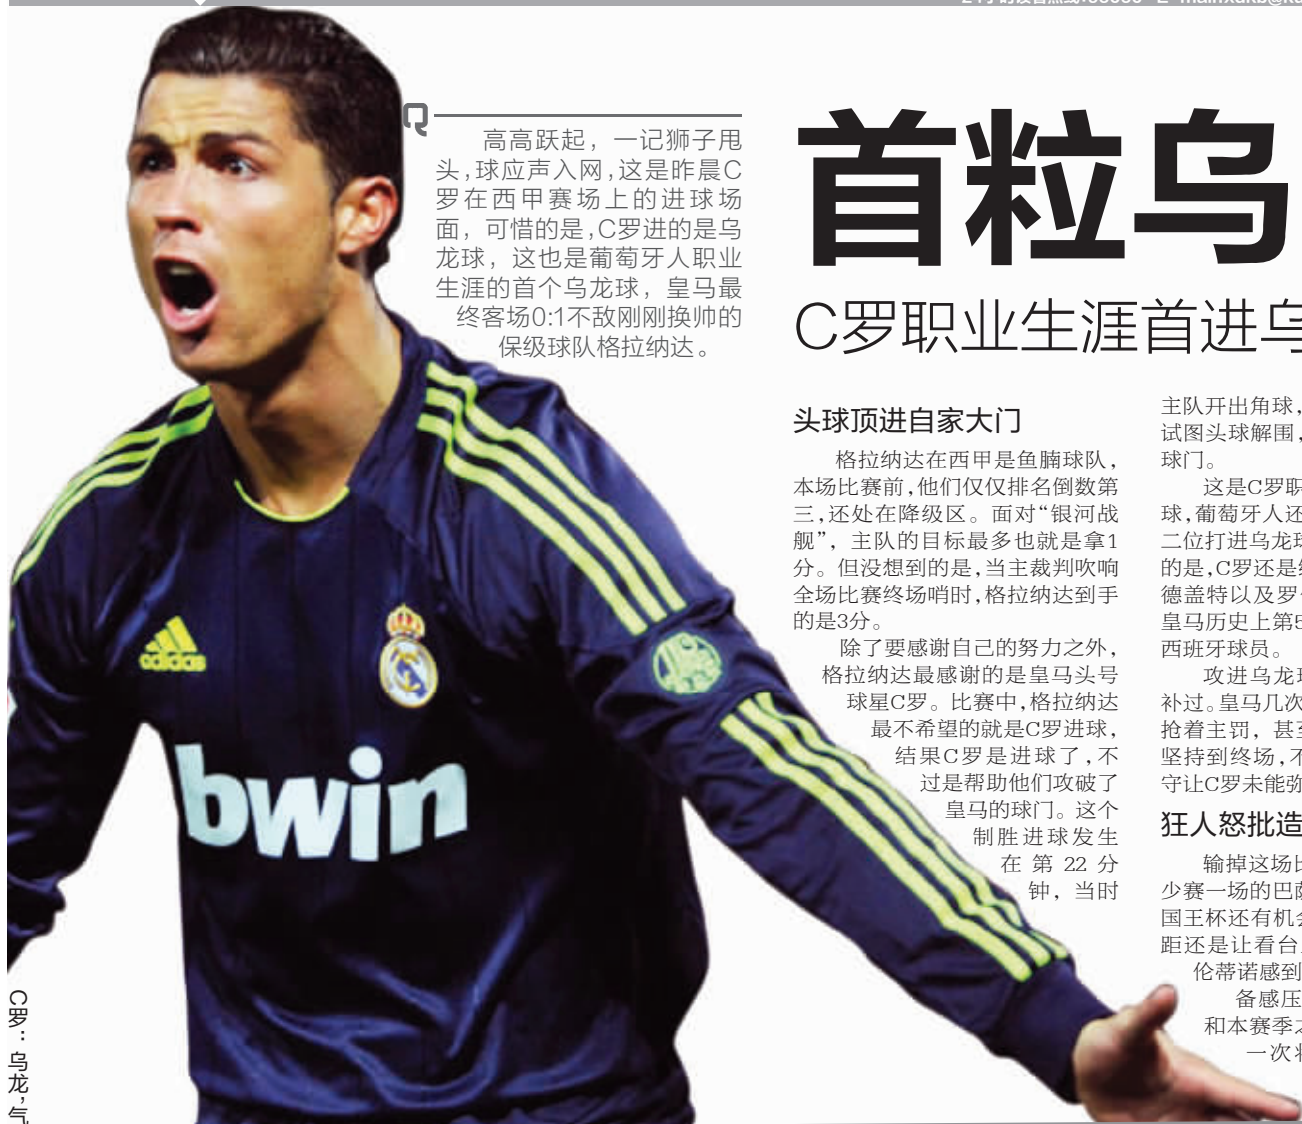 高高跃起，一记狮子甩
头,球应声入网,这是昨晨C
罗在西甲赛场上的进球场
面，可惜的是,C罗进的是乌
龙球，这也是葡萄牙人职业
生涯的首个乌龙球，皇马最
终客场0:1不敌刚刚换帅的
保级球队格拉纳达。
首粒乌
C罗职业生涯首进乌
头球顶进自家大门
格拉纳达在西甲是鱼腩球队,
本场比赛前,他们仅仅排名倒数第
三,还处在降级区。面对“银河战
舰”，主队的目标最多也就是拿1
分。但没想到的是,当主裁判吹响
全场比赛终场哨时,格拉纳达到手
的是3分。
除了要感谢自己的努力之外,
格拉纳达最感谢的是皇马头号
球星C罗。比赛中,格拉纳达
最不希望的就是C罗进球,
结果C罗是进球了,不
过是帮助他们攻破了
皇马的球门。这个
制胜进球发生
在第22分
钟，当时
主队开出角球,
试图头球解围,
球门。
这是C罗职
球,葡萄牙人还
二位打进乌龙球
的是,C罗还是
德盖特以及罗
皇马历史上第5
西班牙球员。
攻进乌龙球
补过。皇马几次
抢着主罚，甚至
坚持到终场,不
守让C罗未能弥
狂人怒批造
输掉这场比
少赛一场的巴萨
国王杯还有机会
距还是让看台
伦蒂诺感到
备感压
和本赛季之
一次将
adidas
bwin
C罗：乌龙,气